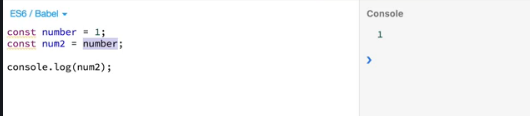 ES6 / Babel
Console
const number = 1;
const num2 = number;
console.log(num2);
1